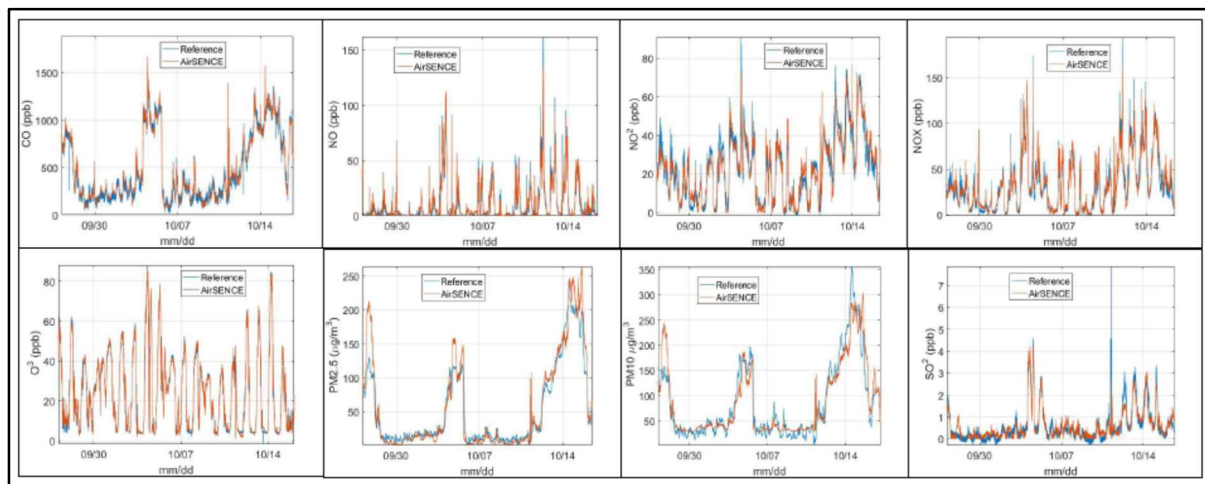 CO (ppb)
1500
1000
500
0
Reference
AirSENCE
09/30 10/07 10/14
mm/dd
NO (ppb)
150
100
50
0
Reference
AirSENCE
09/30 10/07 10/14
mm/dd
NO² (ppb)
80
60
40
20
0
Reference
AirSENCE
09/30 10/07 10/14
mm/dd
NOX (ppb)
150
100
50
0
Reference
AirSENCE
09/30 10/07 10/14
mm/dd
O³ (ppb)
80
60
40
20
0
Reference
AirSENCE
09/30 10/07 10/14
mm/dd
PM2.5 (µg/m³)
250
200
150
100
50
Reference
AirSENCE
09/30 10/07 10/14
mm/dd
PM10 µg/m³)
350
300
250
200
150
100
50
Reference
AirSENCE
09/30 10/07 10/14
mm/dd
SO² (ppb)
7
6
5
4
3
2
1
0
Reference
AirSENCE
09/30 10/07 10/14
mm/dd